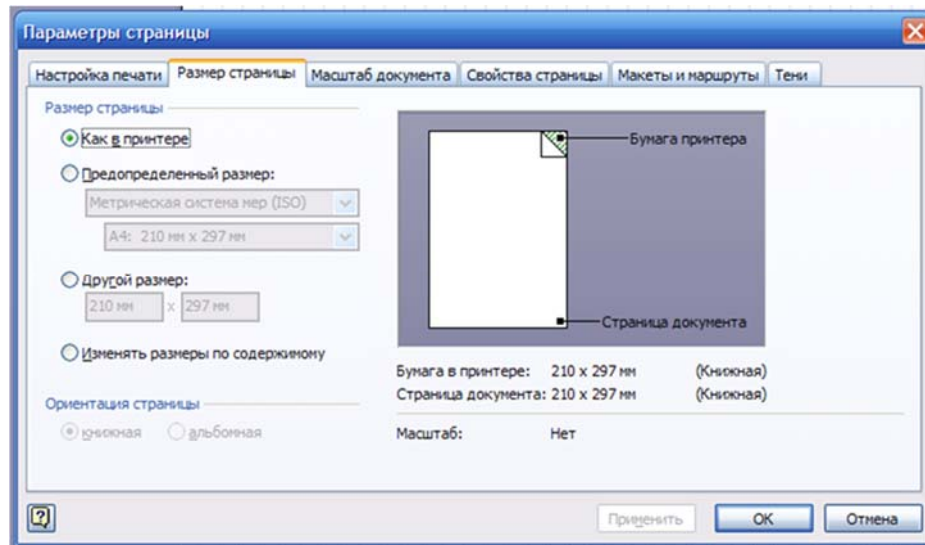 Параметры страницы
Настройка печати Размер страницы Масштаб документа Свойства страницы Макеты и маршруты Тени
Размер страницы
Как в принтере
Предопределенный размер:
Метрическая система мер (ISO)
A4: 210 мм x 297 мм
Другой размер:
210 мм x 297 мм
Изменять размеры по содержимому
Ориентация страницы
книжная альбомная
Бумага принтера
Страница документа
Бумага в принтере: 210 x 297 мм (Книжная)
Страница документа: 210 x 297 мм (Книжная)
Масштаб: Нет
Применить OK Отмена